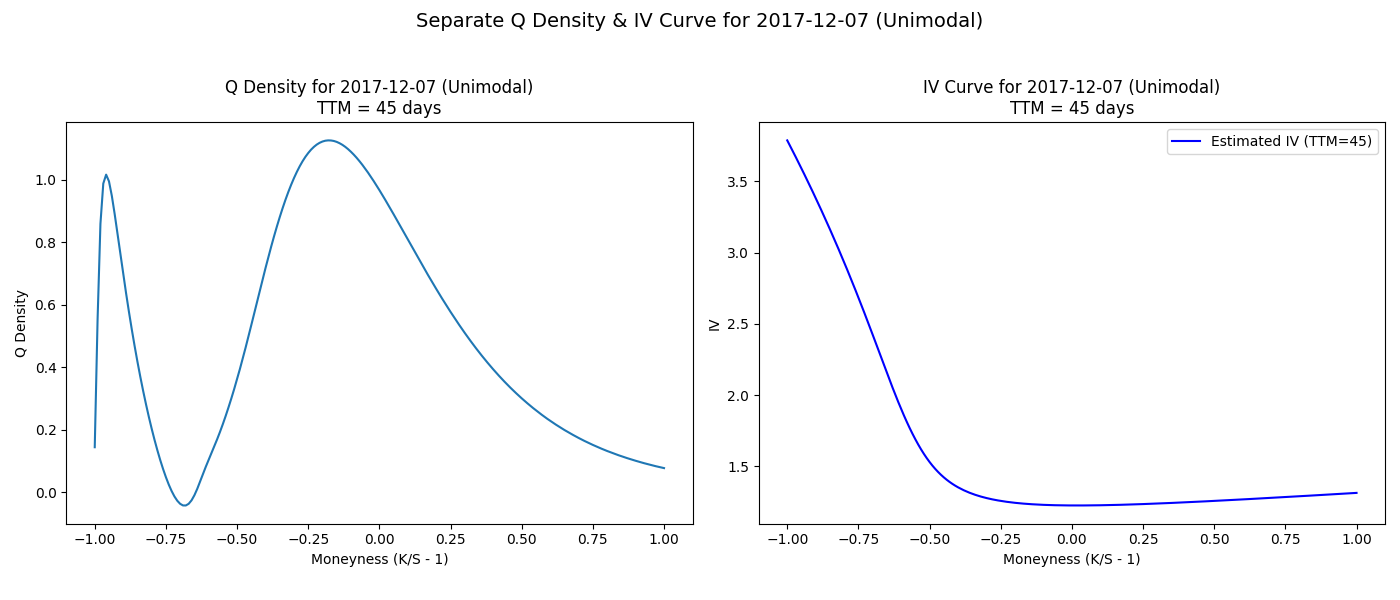 Separate Q Density & IV Curve for 2017-12-07 (Unimodal)
Q Density for 2017-12-07 (Unimodal)
TTM = 45 days
Q Density
1.0
0.8
0.6
0.4
0.2
0.0
−1.00 −0.75 −0.50 −0.25 0.00 0.25 0.50 0.75 1.00
Moneyness (K/S - 1)
IV Curve for 2017-12-07 (Unimodal)
TTM = 45 days
Estimated IV (TTM=45)
IV
3.5
3.0
2.5
2.0
1.5
−1.00 −0.75 −0.50 −0.25 0.00 0.25 0.50 0.75 1.00
Moneyness (K/S - 1)